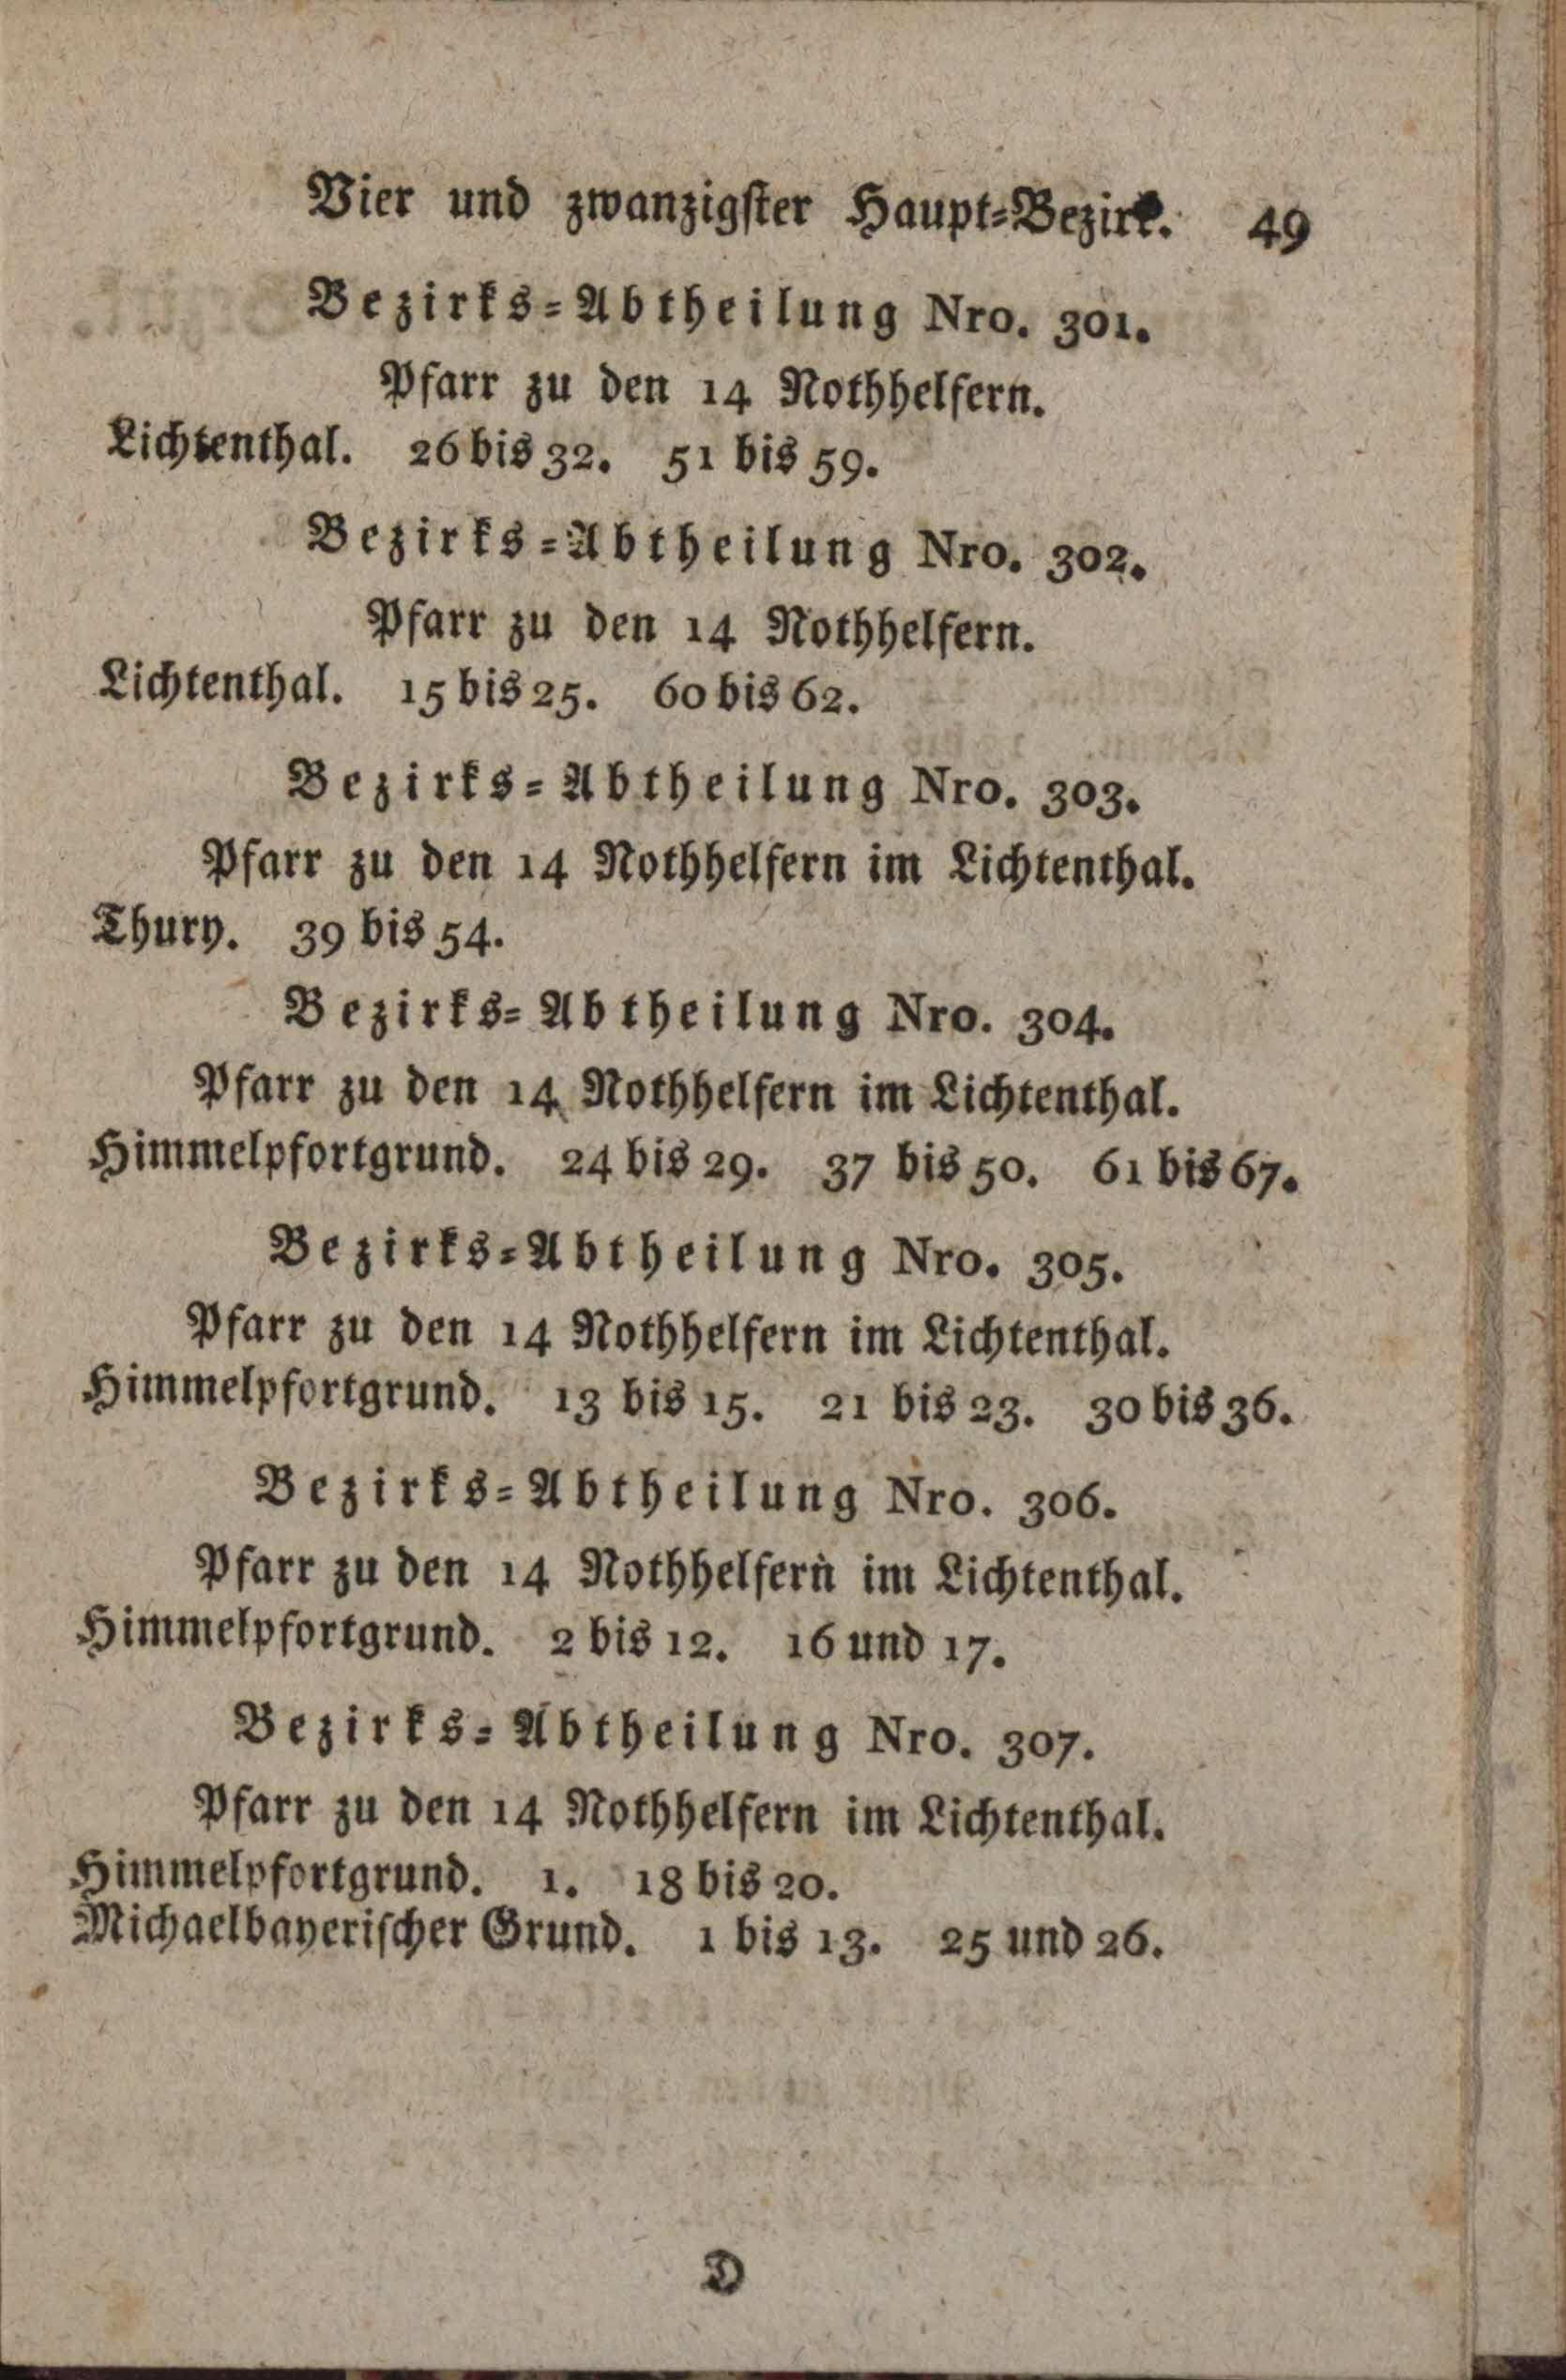 Vier und zwanzigster Haupt-Bezirk. 49
Bezirks-Abtheilung Nro. 301.
Pfarr zu den 14 Nothhelfern.
Lichtenthal. 26 bis 32. 51 bis 59.
Bezirks-Abtheilung Nro. 302.
Pfarr zu den 14 Nothhelfern.
Lichtenthal. 15 bis 25. 60 bis 62.
Bezirks-Abtheilung Nro. 303.
Pfarr zu den 14 Nothhelfern im Lichtenthal.
Thury. 39 bis 54.
Bezirks-Abtheilung Nro. 304.
Pfarr zu den 14 Nothhelfern im Lichtenthal.
Himmelpfortgrund. 24 bis 29. 37 bis 50. 61 bis 67.
Bezirks-Abtheilung Nro. 305.
Pfarr zu den 14 Nothhelfern im Lichtenthal.
Himmelpfortgrund. 13 bis 15. 21 bis 23. 30 bis 36.
Bezirks-Abtheilung Nro. 306.
Pfarr zu den 14 Nothhelfern im Lichtenthal.
Himmelpfortgrund. 2 bis 12. 16 und 17.
Bezirks-Abtheilung Nro. 307.
Pfarr zu den 14 Nothhelfern im Lichtenthal.
Himmelpfortgrund. 1. 18 bis 20.
Michaelbayerischer Grund. 1 bis 13. 25 und 26.
D